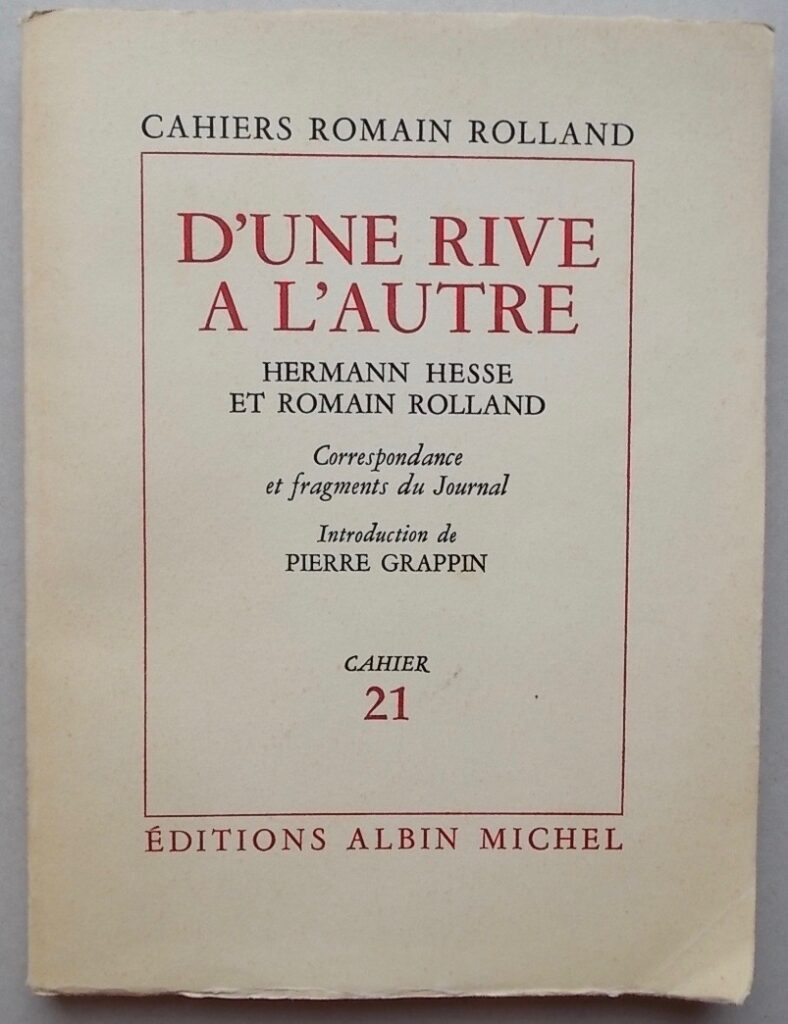 CAHIERS ROMAIN ROLLAND
D'UNE RIVE
A L'AUTRE
HERMANN HESSE
ET ROMAIN ROLLAND
Correspondance
et fragments du Journal
Introduction de
PIERRE GRAPPIN
CAHIER
21
ÉDITIONS ALBIN MICHEL